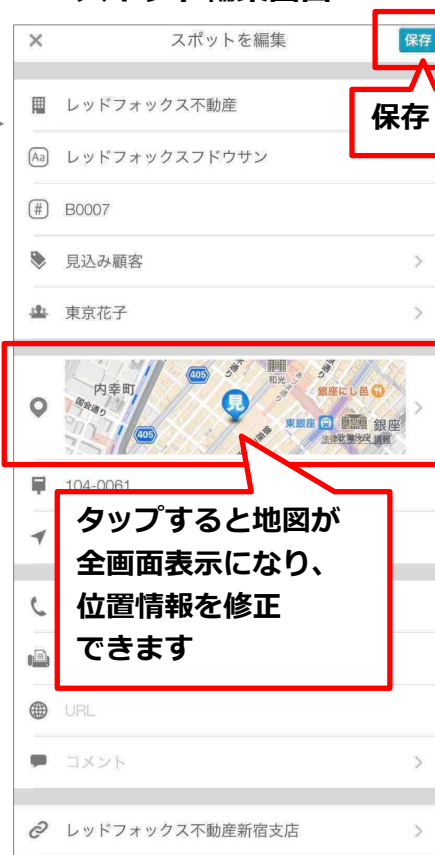 スポットを編集
保存
保存
レッドフォックス不動産
Aa
レッドフォックスフドウサン
#
B0007
見込み顧客
東京花子
内幸町
国会通り
405
405
和光
見
銀座にし邑
東銀座
銀座
104-0061
タップすると地図が
全画面表示になり、
位置情報を修正
できます
URL
コメント
レッドフォックス不動産新宿支店